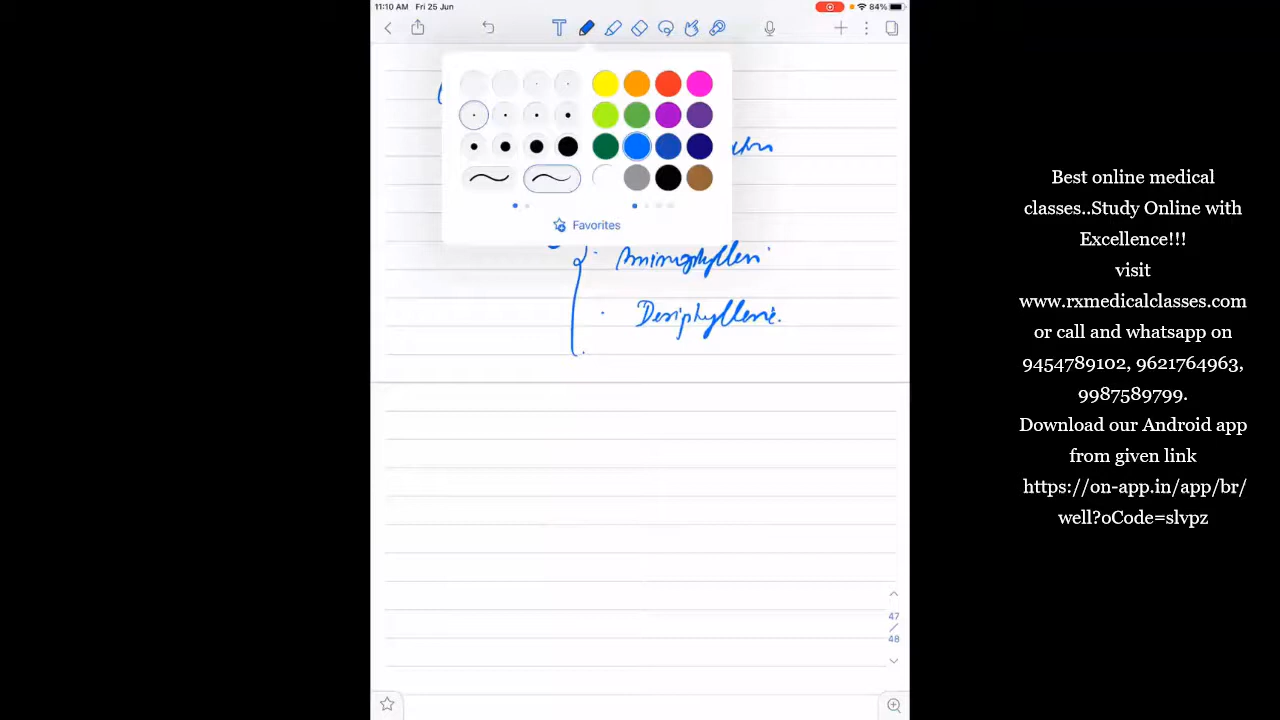 11:10 AM Fri 25 Jun
84%
T
Favorites
Aminophyllen
Deriphyllene.
47
/
48
Best online medical
classes..Study Online with
Excellence!!!
visit
www.rxmedicalclasses.com
or call and whatsapp on
9454789102, 9621764963,
9987589799.
Download our Android app
from given link
https://on-app.in/app/br/
well?oCode=slvpz